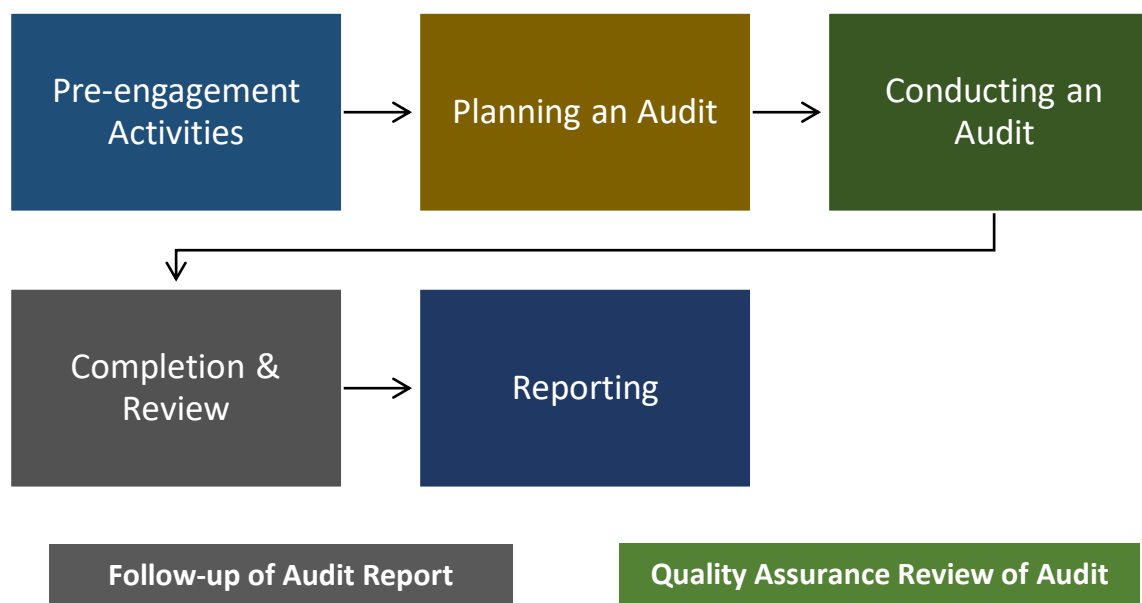 Pre-engagement
Activities
Planning an Audit
Conducting an
Audit
Completion &
Review
Reporting
Follow-up of Audit Report
Quality Assurance Review of Audit